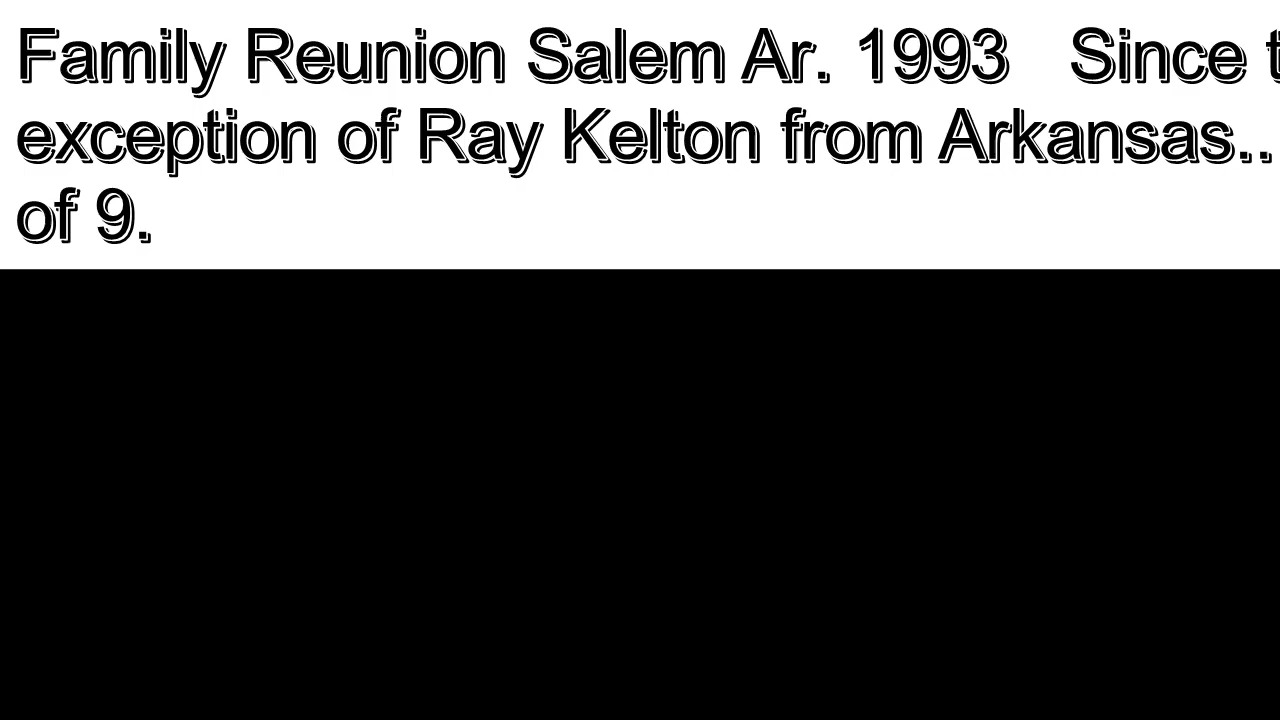 Family Reunion Salem Ar. 1993 Since
exception of Ray Kelton from Arkansas..
of 9.